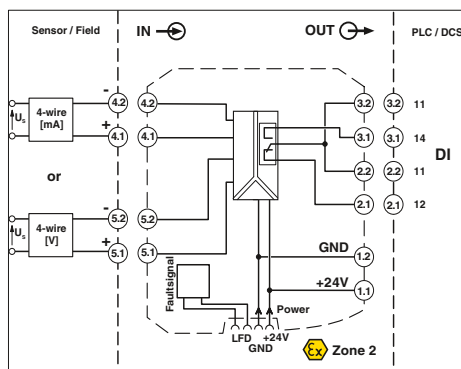 Sensor / Field
IN
OUT
PLC / DCS
-
4.2
4.2
3.2
3.2
11
Us
4-wire
[mA]
+
4.1
4.1
3.1
3.1
14
or
2.2
2.2
11
DI
-
5.2
5.2
2.1
2.1
12
Us
4-wire
[V]
+
5.1
5.1
GND
1.2
Faultsignal
+24V
1.1
Power
LFD
+24V
GND
Ex
Zone 2